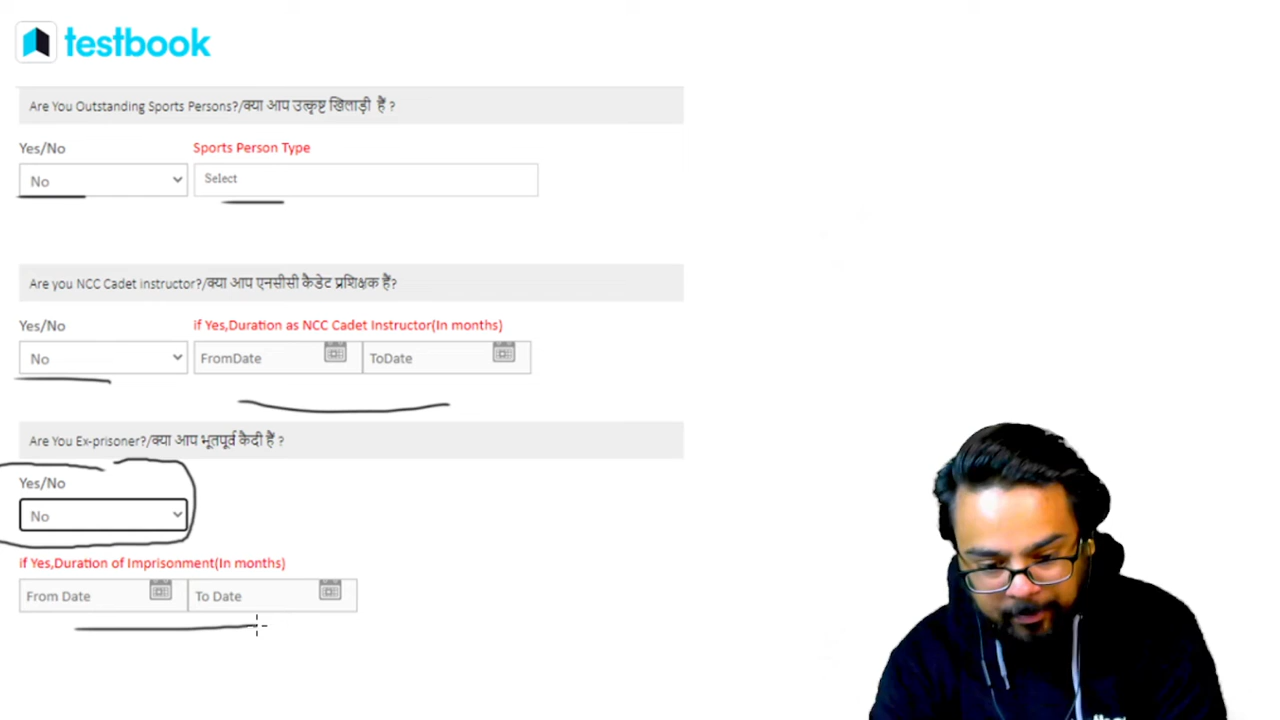 testbook
Are You Outstanding Sports Persons?/क्या आप उत्कृष्ट खिलाड़ी हैं ?
Yes/No Sports Person Type
No Select
Are you NCC Cadet instructor?/क्या आप एनसीसी कैडेट प्रशिक्षक हैं?
Yes/No if Yes,Duration as NCC Cadet Instructor(In months)
No FromDate ToDate
Are You Ex-prisoner?/क्या आप भूतपूर्व कैदी हैं ?
Yes/No
No
if Yes,Duration of Imprisonment(In months)
From Date To Date